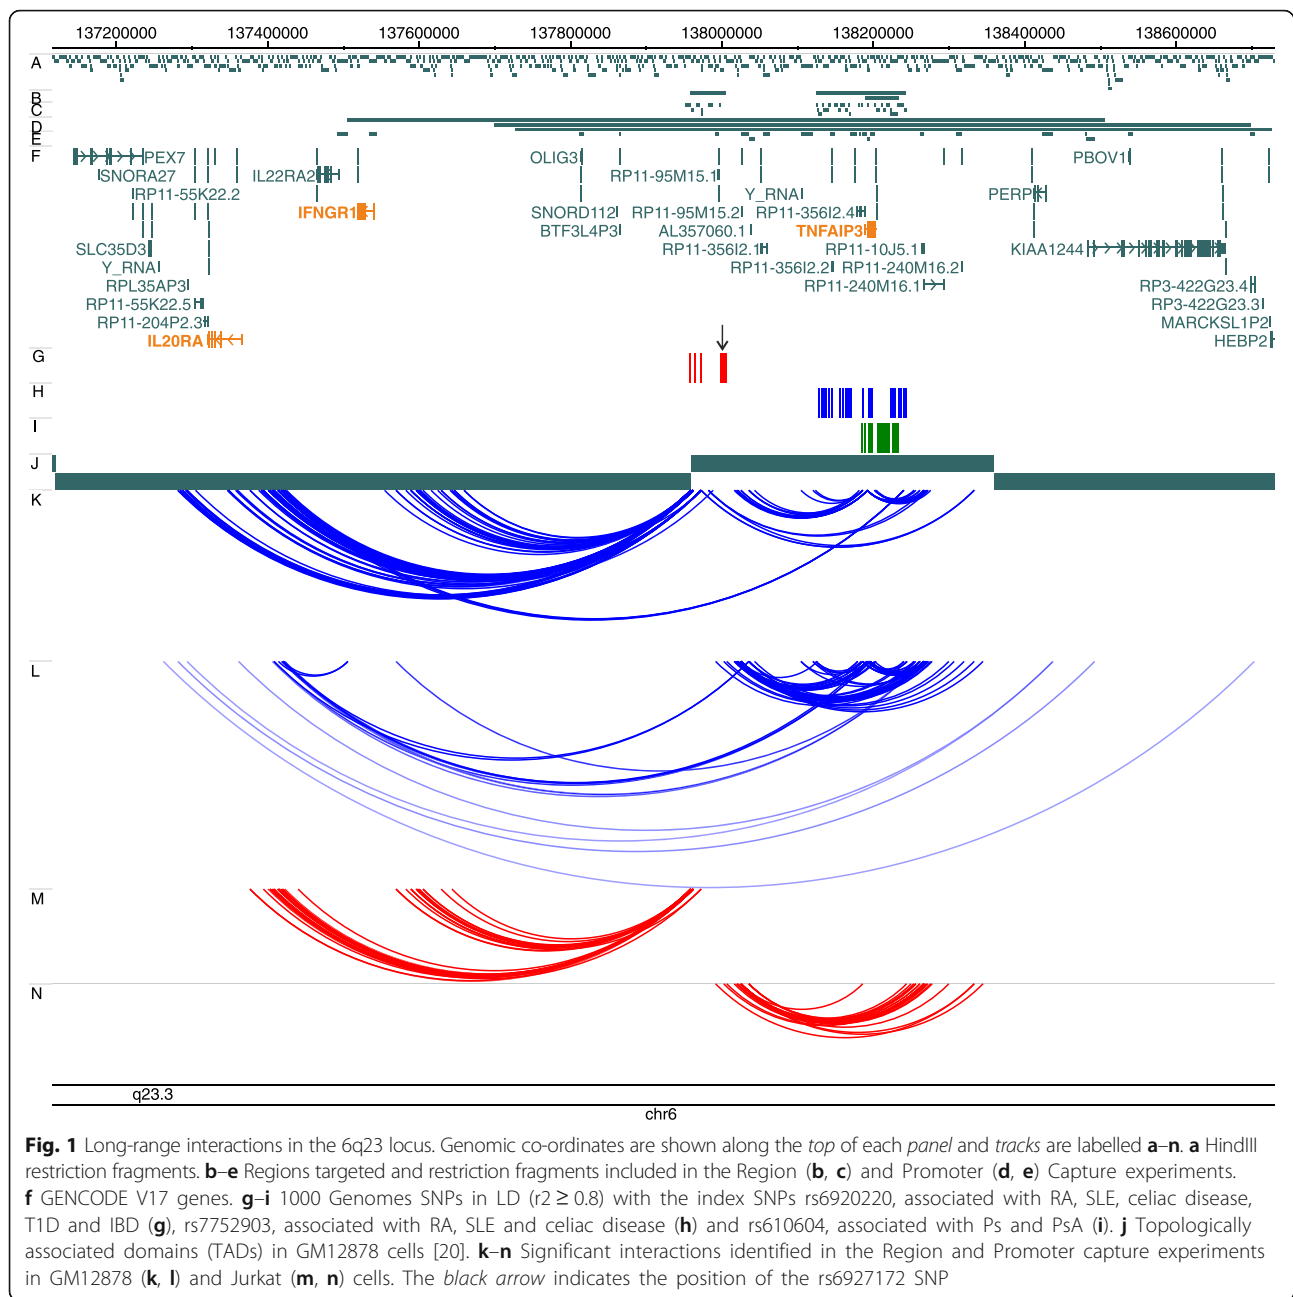 137200000 137400000 137600000 137800000 138000000 138200000 138400000 138600000
A
B
C
D
E
F PEX7 OLIG3 PBOV1
SNORA27 IL22RA2 RP11-95M15.1
RP11-55K22.2 Y_RNA PERP
IFNGR1 SNORD112 RP11-95M15.2 RP11-356I2.4
BTF3L4P3 AL357060.1 TNFAIP3
SLC35D3 RP11-356I2.1 RP11-10J5.1 KIAA1244
Y_RNA RP11-356I2.2 RP11-240M16.2
RPL35AP3 RP11-240M16.1 RP3-422G23.4
RP11-55K22.5 RP3-422G23.3
RP11-204P2.3 MARCKSL1P2
IL20RA HEBP2
G
H
I
J
K
L
M
N
q23.3
chr6
Fig. 1 Long-range interactions in the 6q23 locus. Genomic co-ordinates are shown along the top of each panel and tracks are labelled a–n. a HindIII
restriction fragments. b–e Regions targeted and restriction fragments included in the Region (b, c) and Promoter (d, e) Capture experiments.
f GENCODE V17 genes. g–i 1000 Genomes SNPs in LD (r2 ≥ 0.8) with the index SNPs rs6920220, associated with RA, SLE, celiac disease,
T1D and IBD (g), rs7752903, associated with RA, SLE and celiac disease (h) and rs610604, associated with Ps and PsA (i). j Topologically
associated domains (TADs) in GM12878 cells [20]. k–n Significant interactions identified in the Region and Promoter capture experiments
in GM12878 (k, l) and Jurkat (m, n) cells. The black arrow indicates the position of the rs6927172 SNP